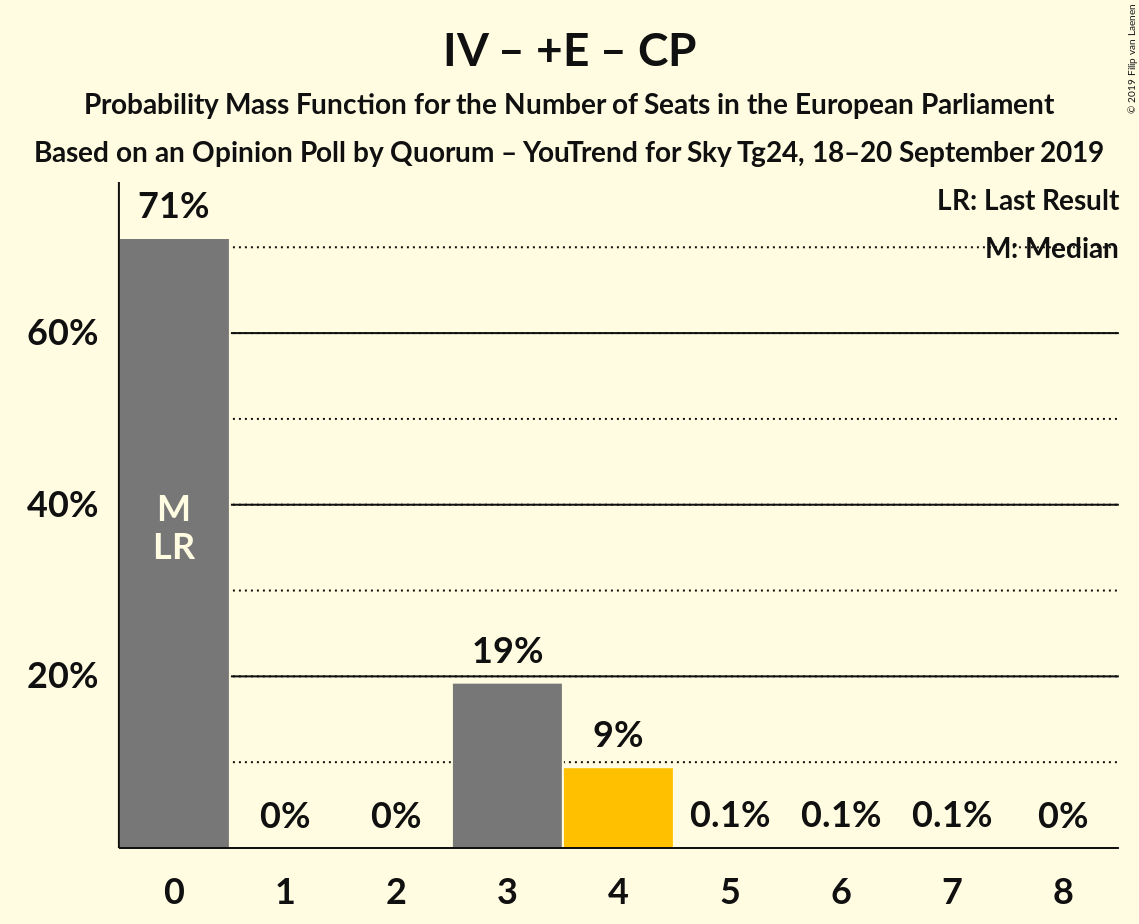 IV – +E – CP
Probability Mass Function for the Number of Seats in the European Parliament
Based on an Opinion Poll by Quorum – YouTrend for Sky Tg24, 18–20 September 2019
© 2019 Filip van Laenen
LR: Last Result
M: Median
71%
60%
40%
M
LR
20%
19%
9%
0%
0%
0.1%
0.1%
0.1%
0%
0
1
2
3
4
5
6
7
8